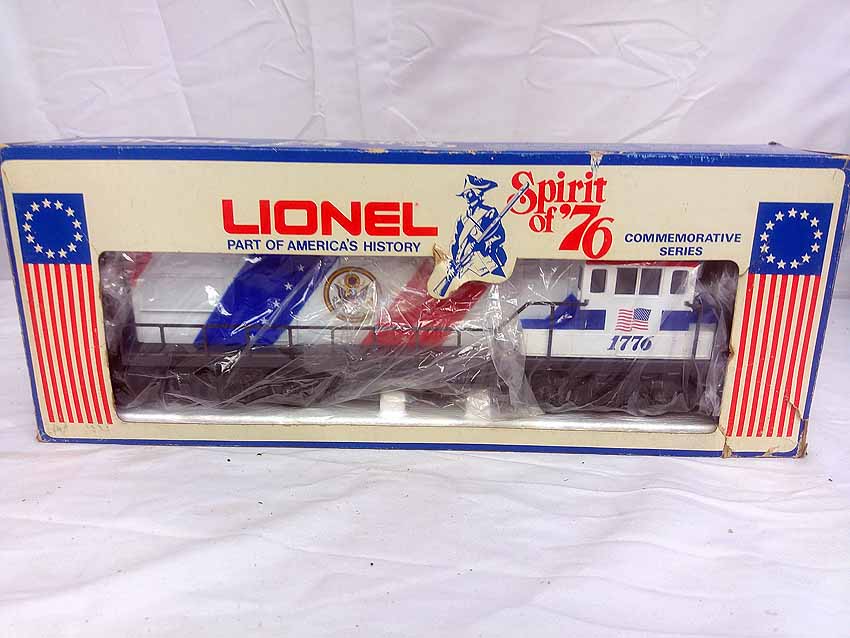 LIONEL®
PART OF AMERICA'S HISTORY
Spirit
of '76
COMMEMORATIVE
SERIES
1776